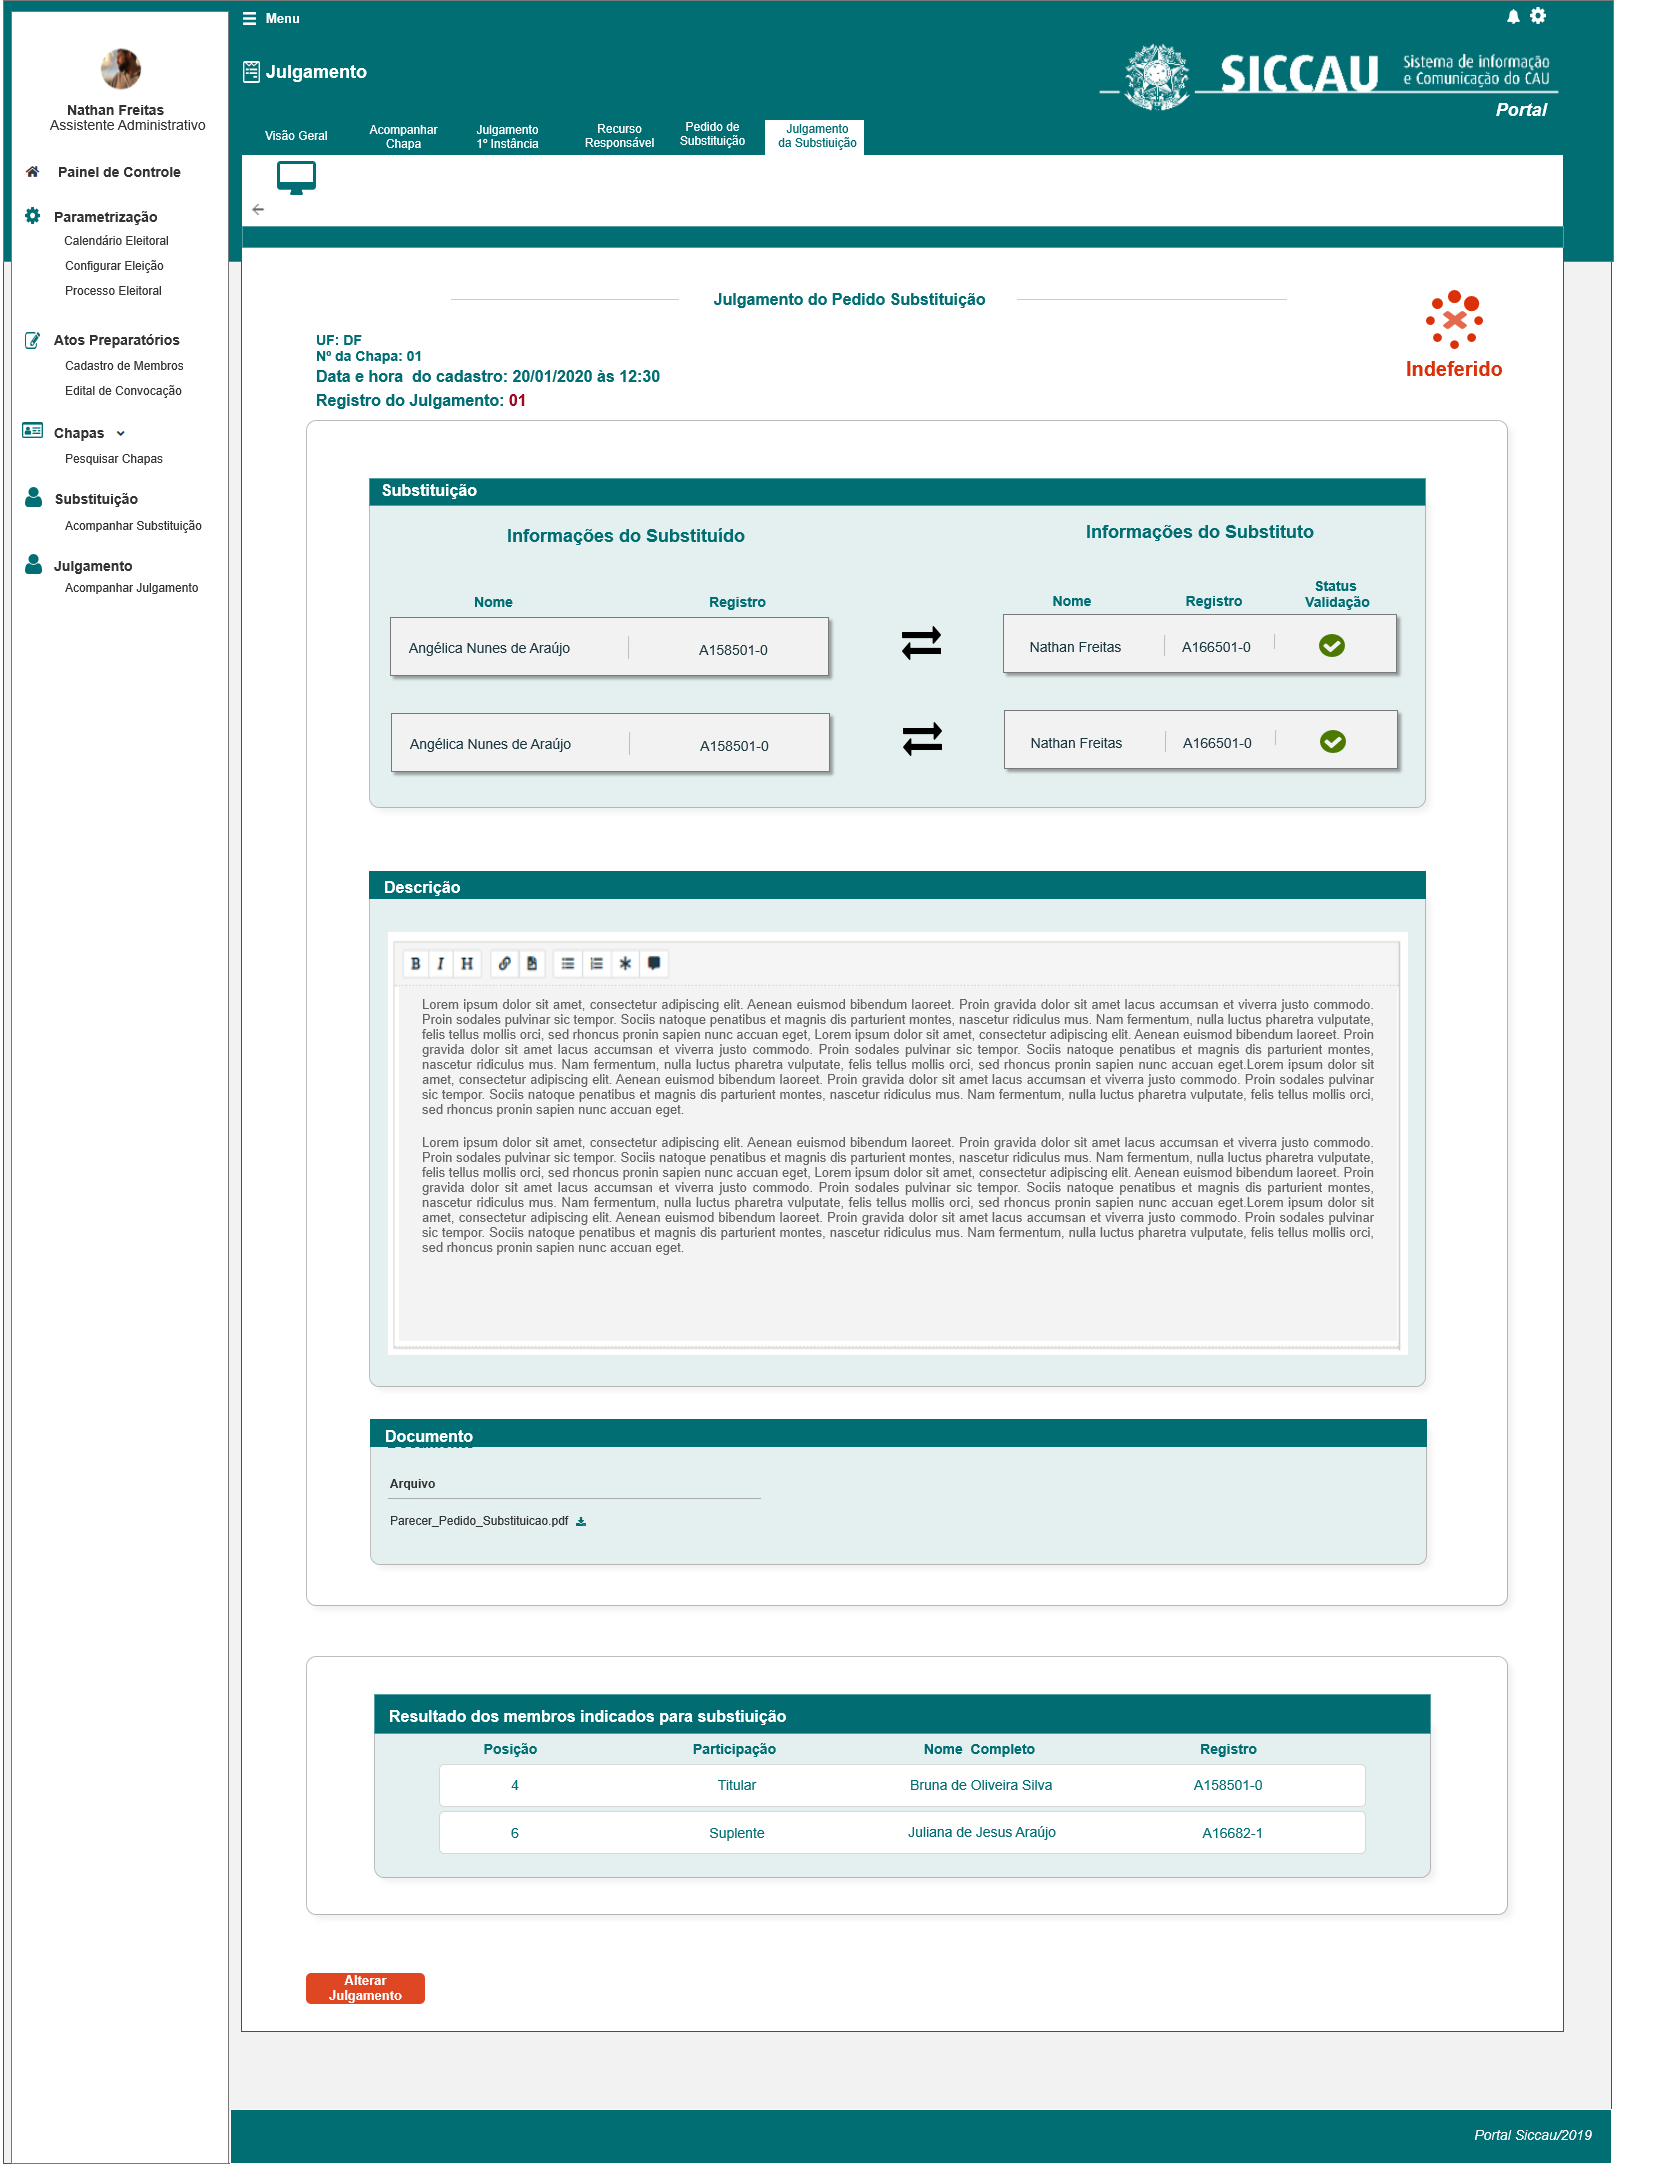 Menu
Julgamento
SICCAU
Sistema de informação
e Comunicação do CAU
Portal
Nathan Freitas
Assistente Administrativo
Painel de Controle
Parametrização
Calendário Eleitoral
Configurar Eleição
Processo Eleitoral
Atos Preparatórios
Cadastro de Membros
Edital de Convocação
Chapas
Pesquisar Chapas
Substituição
Acompanhar Substituição
Julgamento
Acompanhar Julgamento
Visão Geral
Acompanhar
Chapa
Julgamento
1º Instância
Recurso
Responsável
Pedido de
Substituição
Julgamento
da Substiuição
Julgamento do Pedido Substituição
Indeferido
UF: DF
Nº da Chapa: 01
Data e hora do cadastro: 20/01/2020 às 12:30
Registro do Julgamento: 01
Substituição
Informações do Substituído
Informações do Substituto
Nome Registro
Nome Registro Status Validação
Angélica Nunes de Araújo A158501-0 Nathan Freitas A166501-0
Angélica Nunes de Araújo A158501-0 Nathan Freitas A166501-0
Descrição
B I H
Lorem ipsum dolor sit amet, consectetur adipiscing elit. Aenean euismod bibendum laoreet. Proin gravida dolor sit amet lacus accumsan et viverra justo commodo.
Proin sodales pulvinar sic tempor. Sociis natoque penatibus et magnis dis parturient montes, nascetur ridiculus mus. Nam fermentum, nulla luctus pharetra vulputate,
felis tellus mollis orci, sed rhoncus pronin sapien nunc accuan eget, Lorem ipsum dolor sit amet, consectetur adipiscing elit. Aenean euismod bibendum laoreet. Proin
gravida dolor sit amet lacus accumsan et viverra justo commodo. Proin sodales pulvinar sic tempor. Sociis natoque penatibus et magnis dis parturient montes,
nascetur ridiculus mus. Nam fermentum, nulla luctus pharetra vulputate, felis tellus mollis orci, sed rhoncus pronin sapien nunc accuan eget.Lorem ipsum dolor sit
amet, consectetur adipiscing elit. Aenean euismod bibendum laoreet. Proin gravida dolor sit amet lacus accumsan et viverra justo commodo. Proin sodales pulvinar
sic tempor. Sociis natoque penatibus et magnis dis parturient montes, nascetur ridiculus mus. Nam fermentum, nulla luctus pharetra vulputate, felis tellus mollis orci,
sed rhoncus pronin sapien nunc accuan eget.
Lorem ipsum dolor sit amet, consectetur adipiscing elit. Aenean euismod bibendum laoreet. Proin gravida dolor sit amet lacus accumsan et viverra justo commodo.
Proin sodales pulvinar sic tempor. Sociis natoque penatibus et magnis dis parturient montes, nascetur ridiculus mus. Nam fermentum, nulla luctus pharetra vulputate,
felis tellus mollis orci, sed rhoncus pronin sapien nunc accuan eget, Lorem ipsum dolor sit amet, consectetur adipiscing elit. Aenean euismod bibendum laoreet. Proin
gravida dolor sit amet lacus accumsan et viverra justo commodo. Proin sodales pulvinar sic tempor. Sociis natoque penatibus et magnis dis parturient montes,
nascetur ridiculus mus. Nam fermentum, nulla luctus pharetra vulputate, felis tellus mollis orci, sed rhoncus pronin sapien nunc accuan eget.Lorem ipsum dolor sit
amet, consectetur adipiscing elit. Aenean euismod bibendum laoreet. Proin gravida dolor sit amet lacus accumsan et viverra justo commodo. Proin sodales pulvinar
sic tempor. Sociis natoque penatibus et magnis dis parturient montes, nascetur ridiculus mus. Nam fermentum, nulla luctus pharetra vulputate, felis tellus mollis orci,
sed rhoncus pronin sapien nunc accuan eget.
Documento
Arquivo
Parecer_Pedido_Substituicao.pdf
Resultado dos membros indicados para substiuição
Posição Participação Nome Completo Registro
4 Titular Bruna de Oliveira Silva A158501-0
6 Suplente Juliana de Jesus Araújo A16682-1
Alterar
Julgamento
Portal Siccau/2019